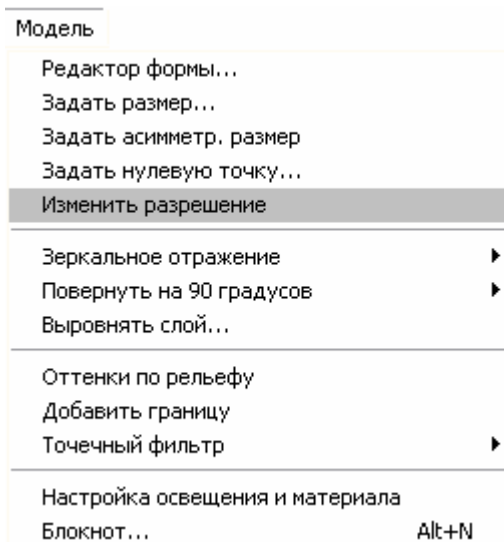 Модель
Редактор формы...
Задать размер...
Задать асимметр. размер
Задать нулевую точку...
Изменить разрешение
Зеркальное отражение
Повернуть на 90 градусов
Выровнять слой...
Оттенки по рельефу
Добавить границу
Точечный фильтр
Настройка освещения и материала
Блокнот... Alt+N